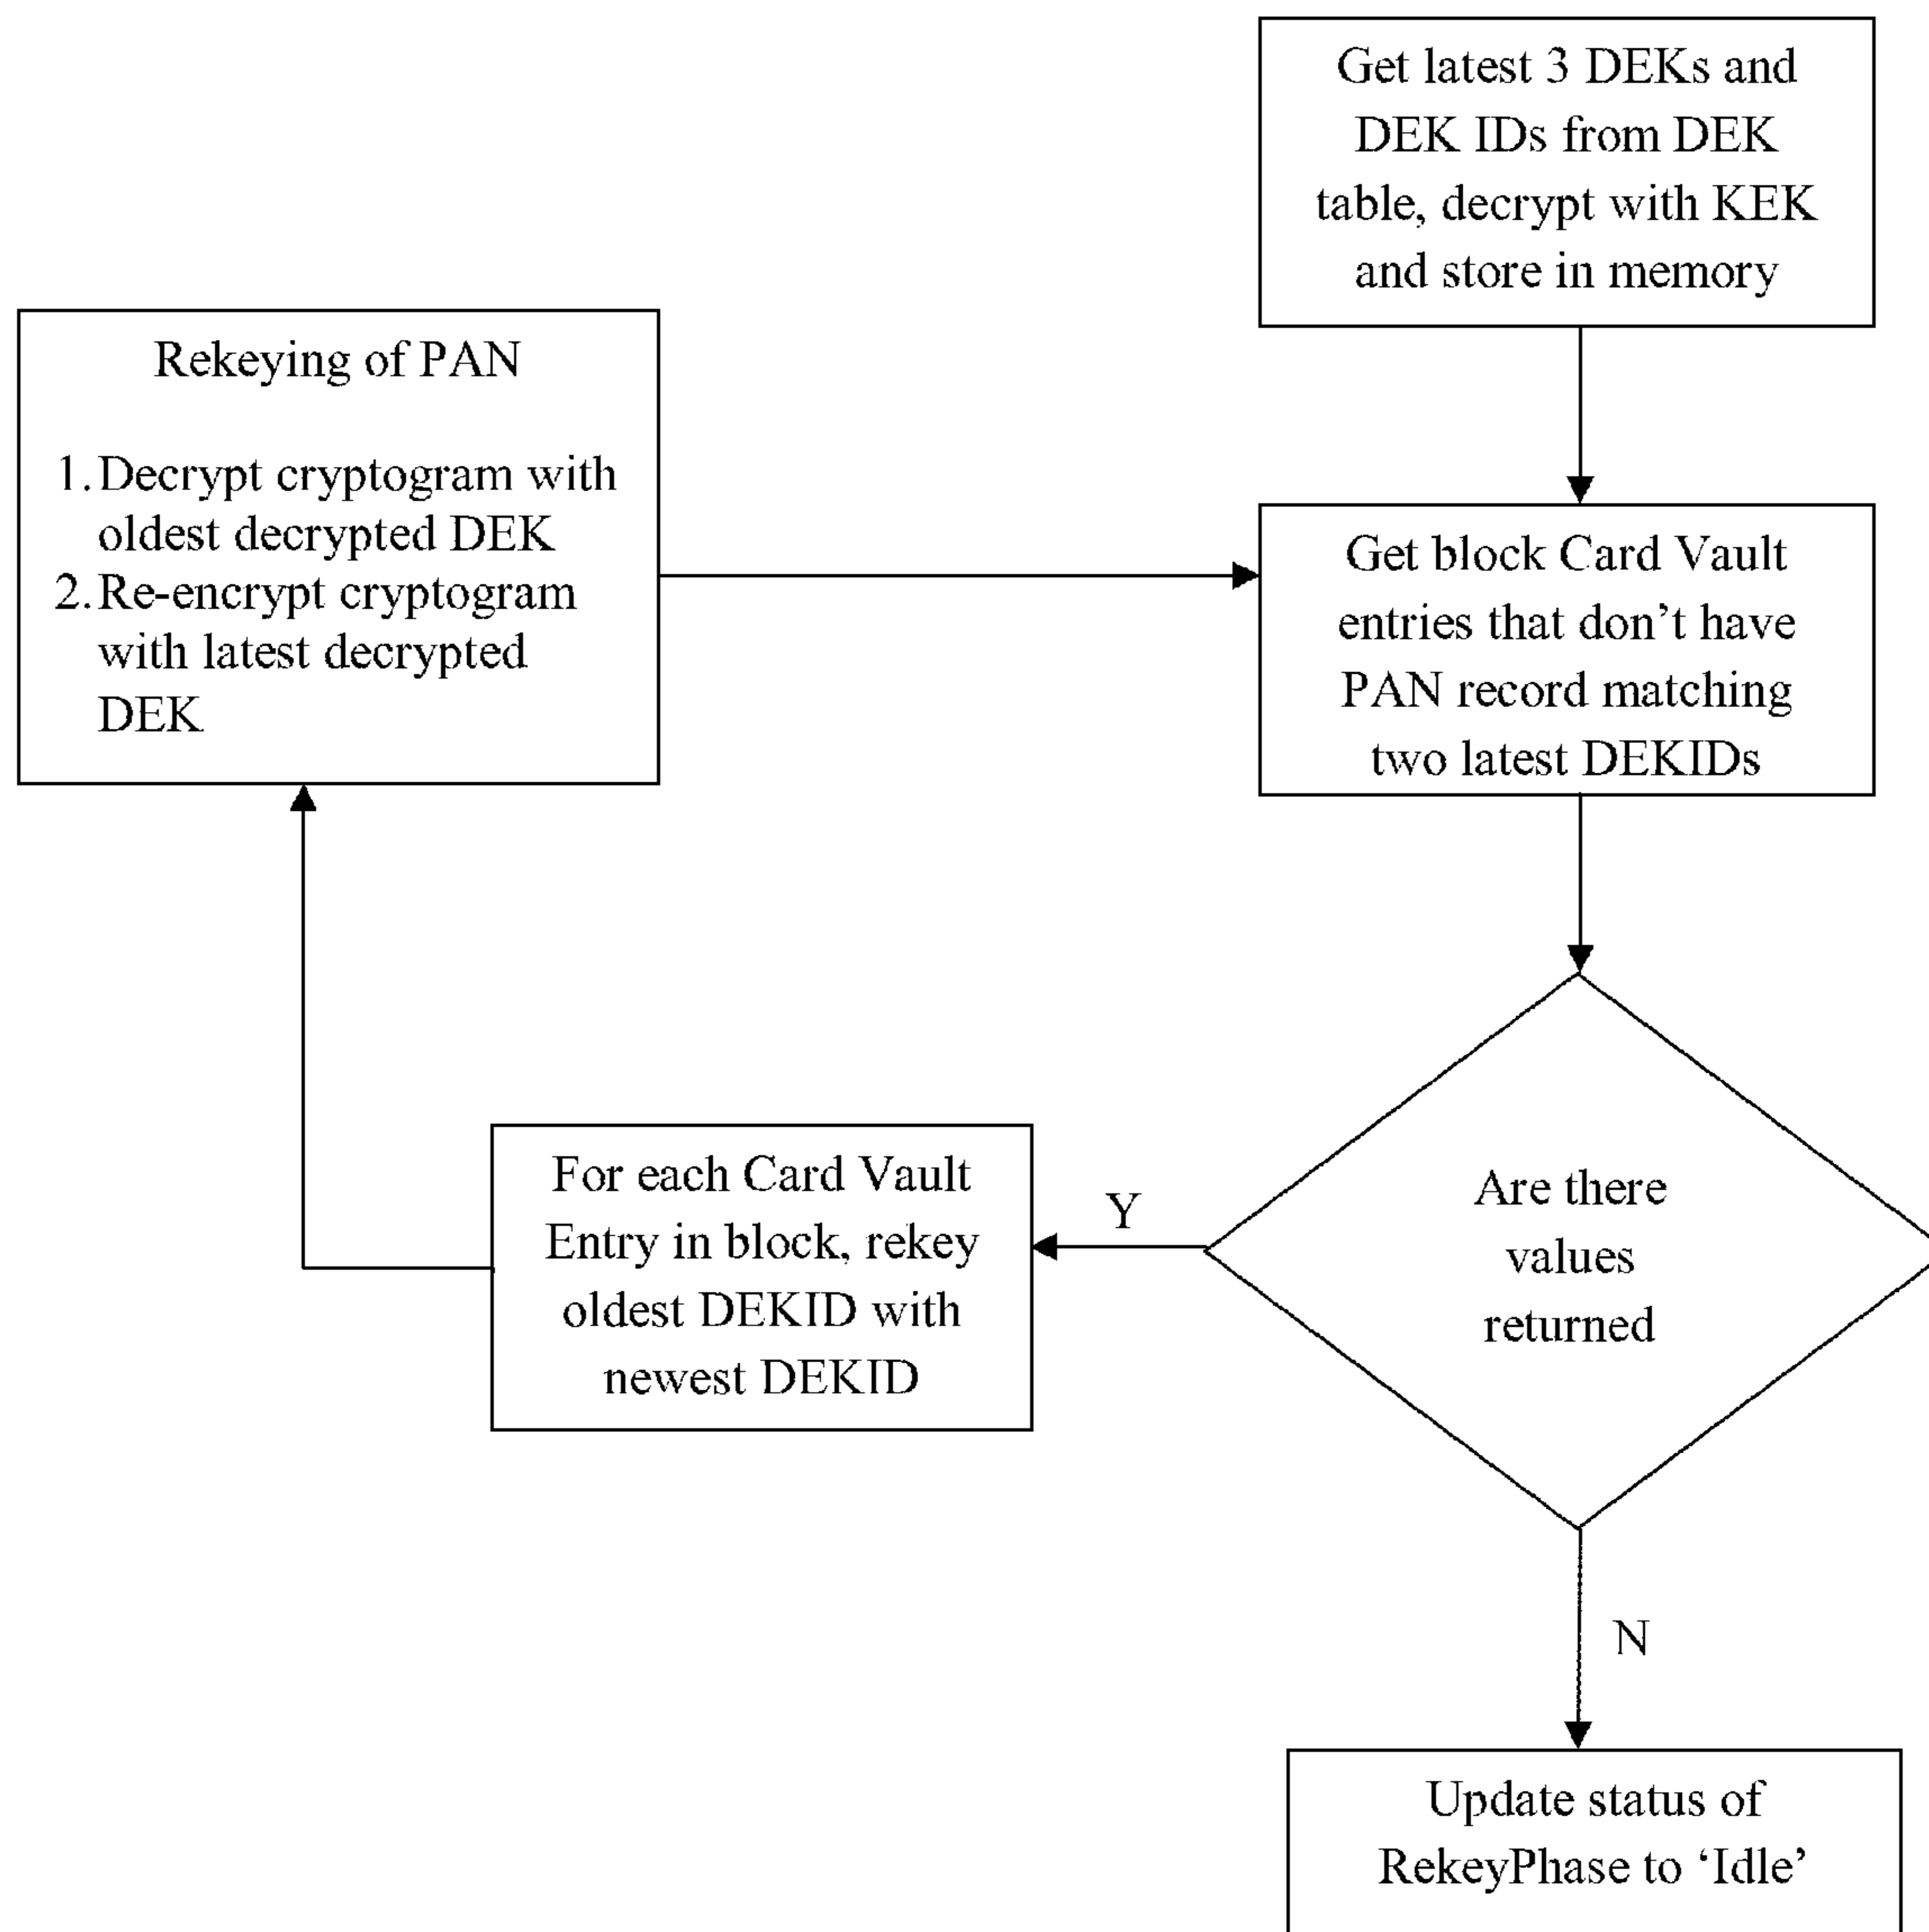 Get latest 3 DEKs and
DEK IDs from DEK
table, decrypt with KEK
and store in memory
Rekeying of PAN
1. Decrypt cryptogram with
oldest decrypted DEK
2. Re-encrypt cryptogram
with latest decrypted
DEK
Get block Card Vault
entries that don’t have
PAN record matching
two latest DEKIDs
Are there
values
returned
Y
For each Card Vault
Entry in block, rekey
oldest DEKID with
newest DEKID
N
Update status of
RekeyPhase to ‘Idle’